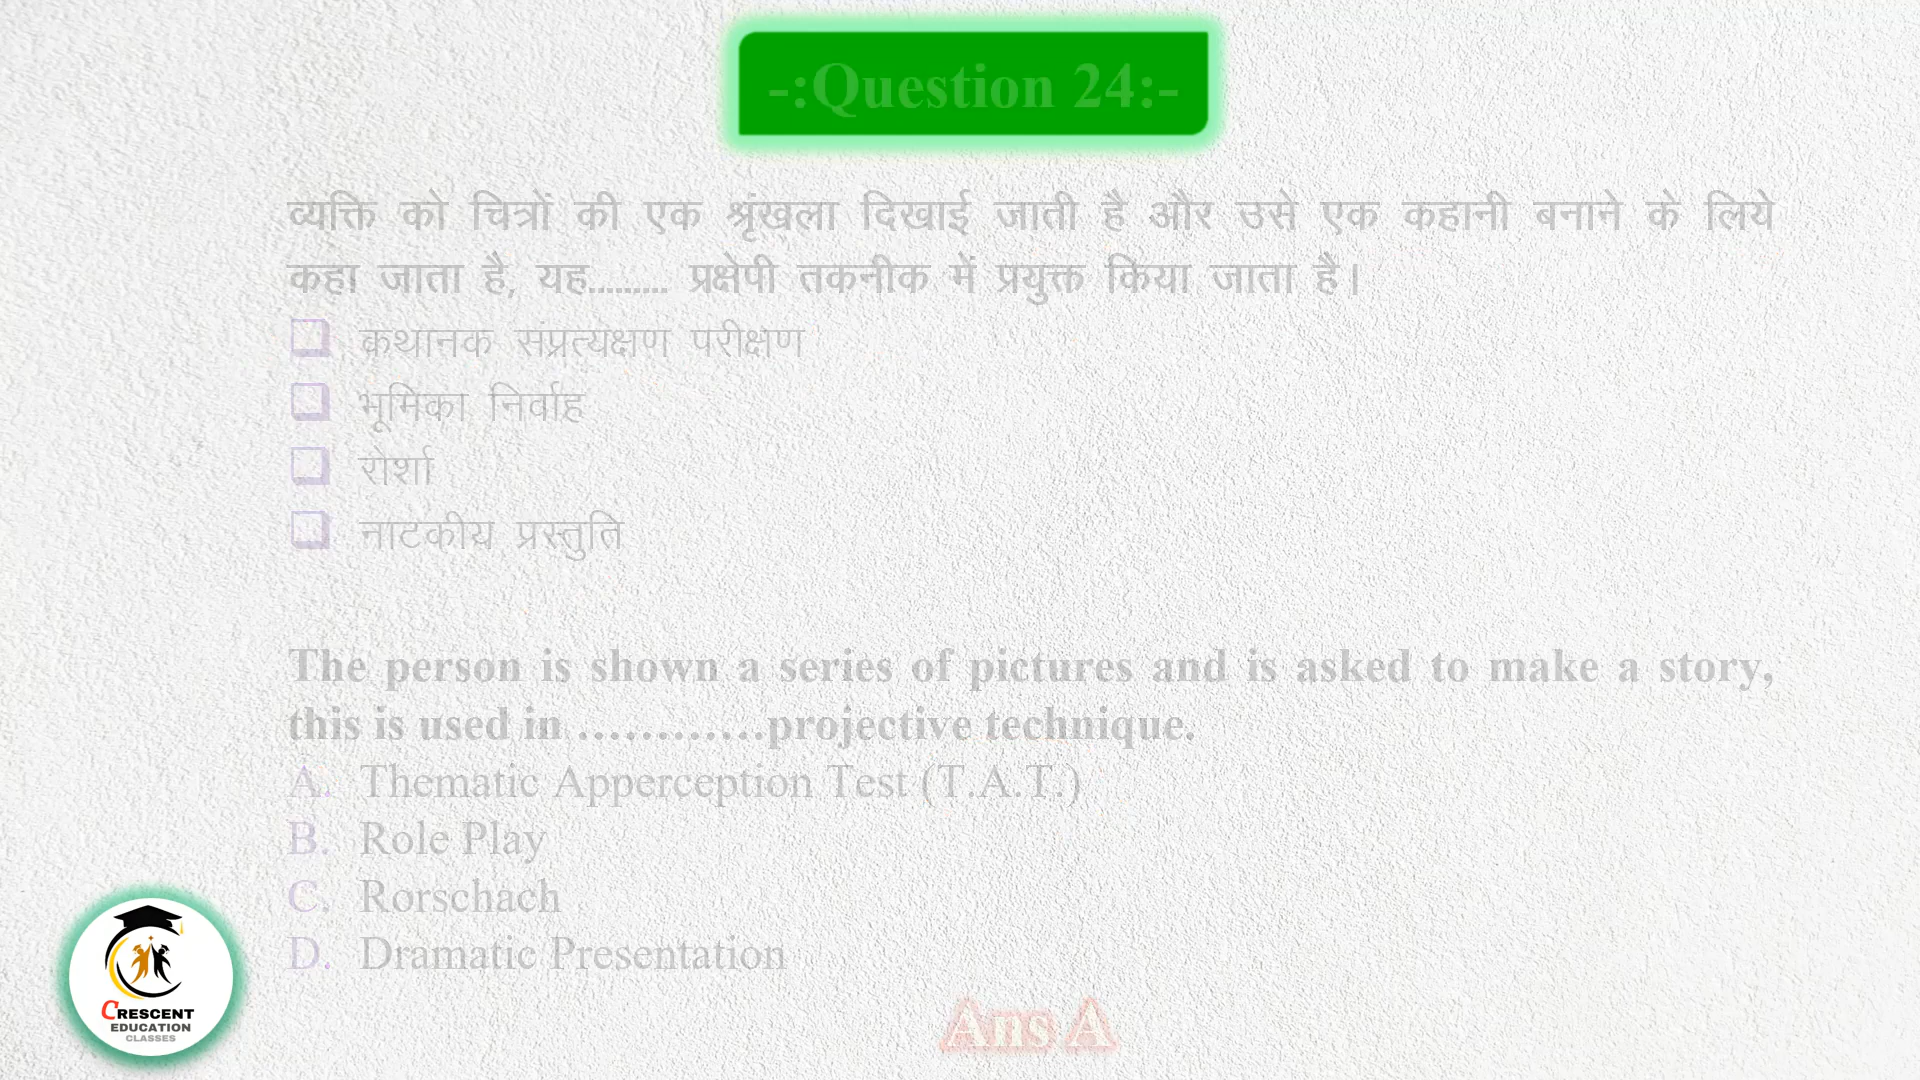 -:Question 24:-
व्यक्ति को चित्रों की एक श्रृंखला दिखाई जाती है और उसे एक कहानी बनाने के लिये
कहा जाता है, यह......... प्रक्षेपी तकनीक में प्रयुक्त किया जाता है।
❑ कथानक संप्रत्यक्षण परीक्षण
❑ भूमिका निर्वाह
❑ रोर्शा
❑ नाटकीय प्रस्तुति
The person is shown a series of pictures and is asked to make a story,
this is used in …………projective technique.
A. Thematic Apperception Test (T.A.T.)
B. Role Play
C. Rorschach
D. Dramatic Presentation
Ans A
CRESCENT
EDUCATION
CLASSES